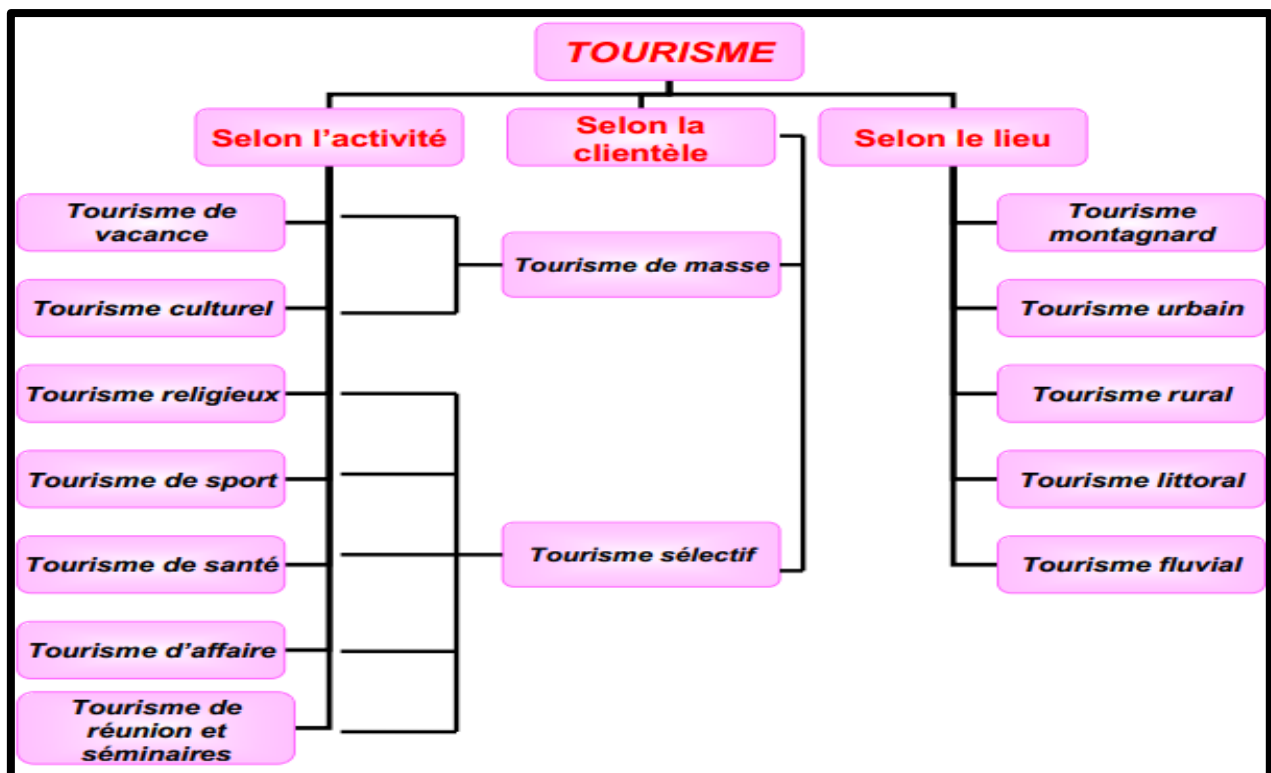 TOURISME
Selon l’activité
Selon la
clientèle
Selon le lieu
Tourisme de
vacance
Tourisme culturel
Tourisme religieux
Tourisme de sport
Tourisme de santé
Tourisme d’affaire
Tourisme de
réunion et
séminaires
Tourisme de masse
Tourisme sélectif
Tourisme
montagnard
Tourisme urbain
Tourisme rural
Tourisme littoral
Tourisme fluvial